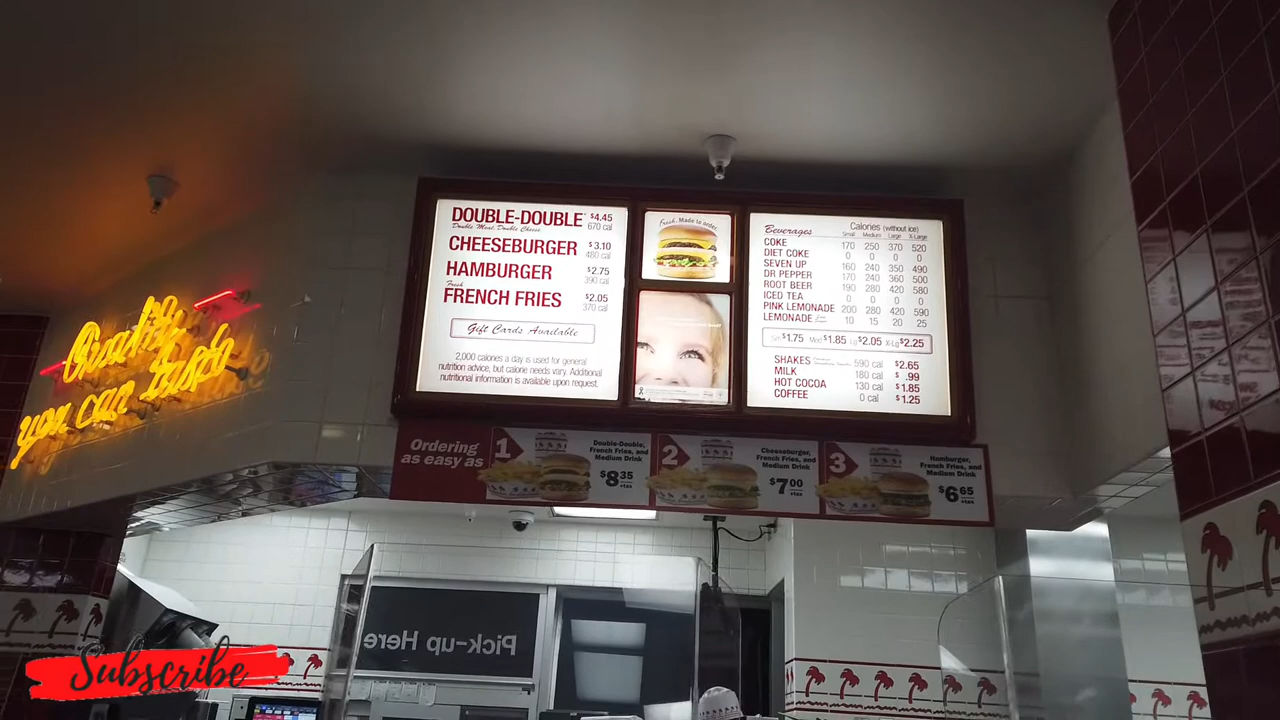 Quality
you can taste
DOUBLE-DOUBLE $4.45
Double Meat, Double Cheese 670 cal
CHEESEBURGER $3.10
480 cal
HAMBURGER $2.75
390 cal
Fresh
FRENCH FRIES $2.05
370 cal
Gift Cards Available
2,000 calories a day is used for general
nutrition advice, but calorie needs vary. Additional
nutritional information is available upon request.
Fresh. Made to order.
Beverages Calories (without ice)
Small Medium Large X-Large
COKE 170 250 370 520
DIET COKE 0 0 0 0
SEVEN UP 160 240 350 490
DR PEPPER 170 240 360 500
ROOT BEER 190 280 420 580
ICED TEA 0 0 0 0
PINK LEMONADE 200 280 420 590
LEMONADE 10 15 20 25
Sm $1.75 Med $1.85 Lg $2.05 X-Lg $2.25
SHAKES 590 cal $2.65
MILK 180 cal $ .99
HOT COCOA 130 cal $1.85
COFFEE 0 cal $1.25
Ordering
as easy as
1
Double-Double,
French Fries, and
Medium Drink
$8.35
+tax
2
Cheeseburger,
French Fries, and
Medium Drink
$7.00
+tax
3
Hamburger,
French Fries, and
Medium Drink
$6.65
+tax
Pick-up Here
Subscribe